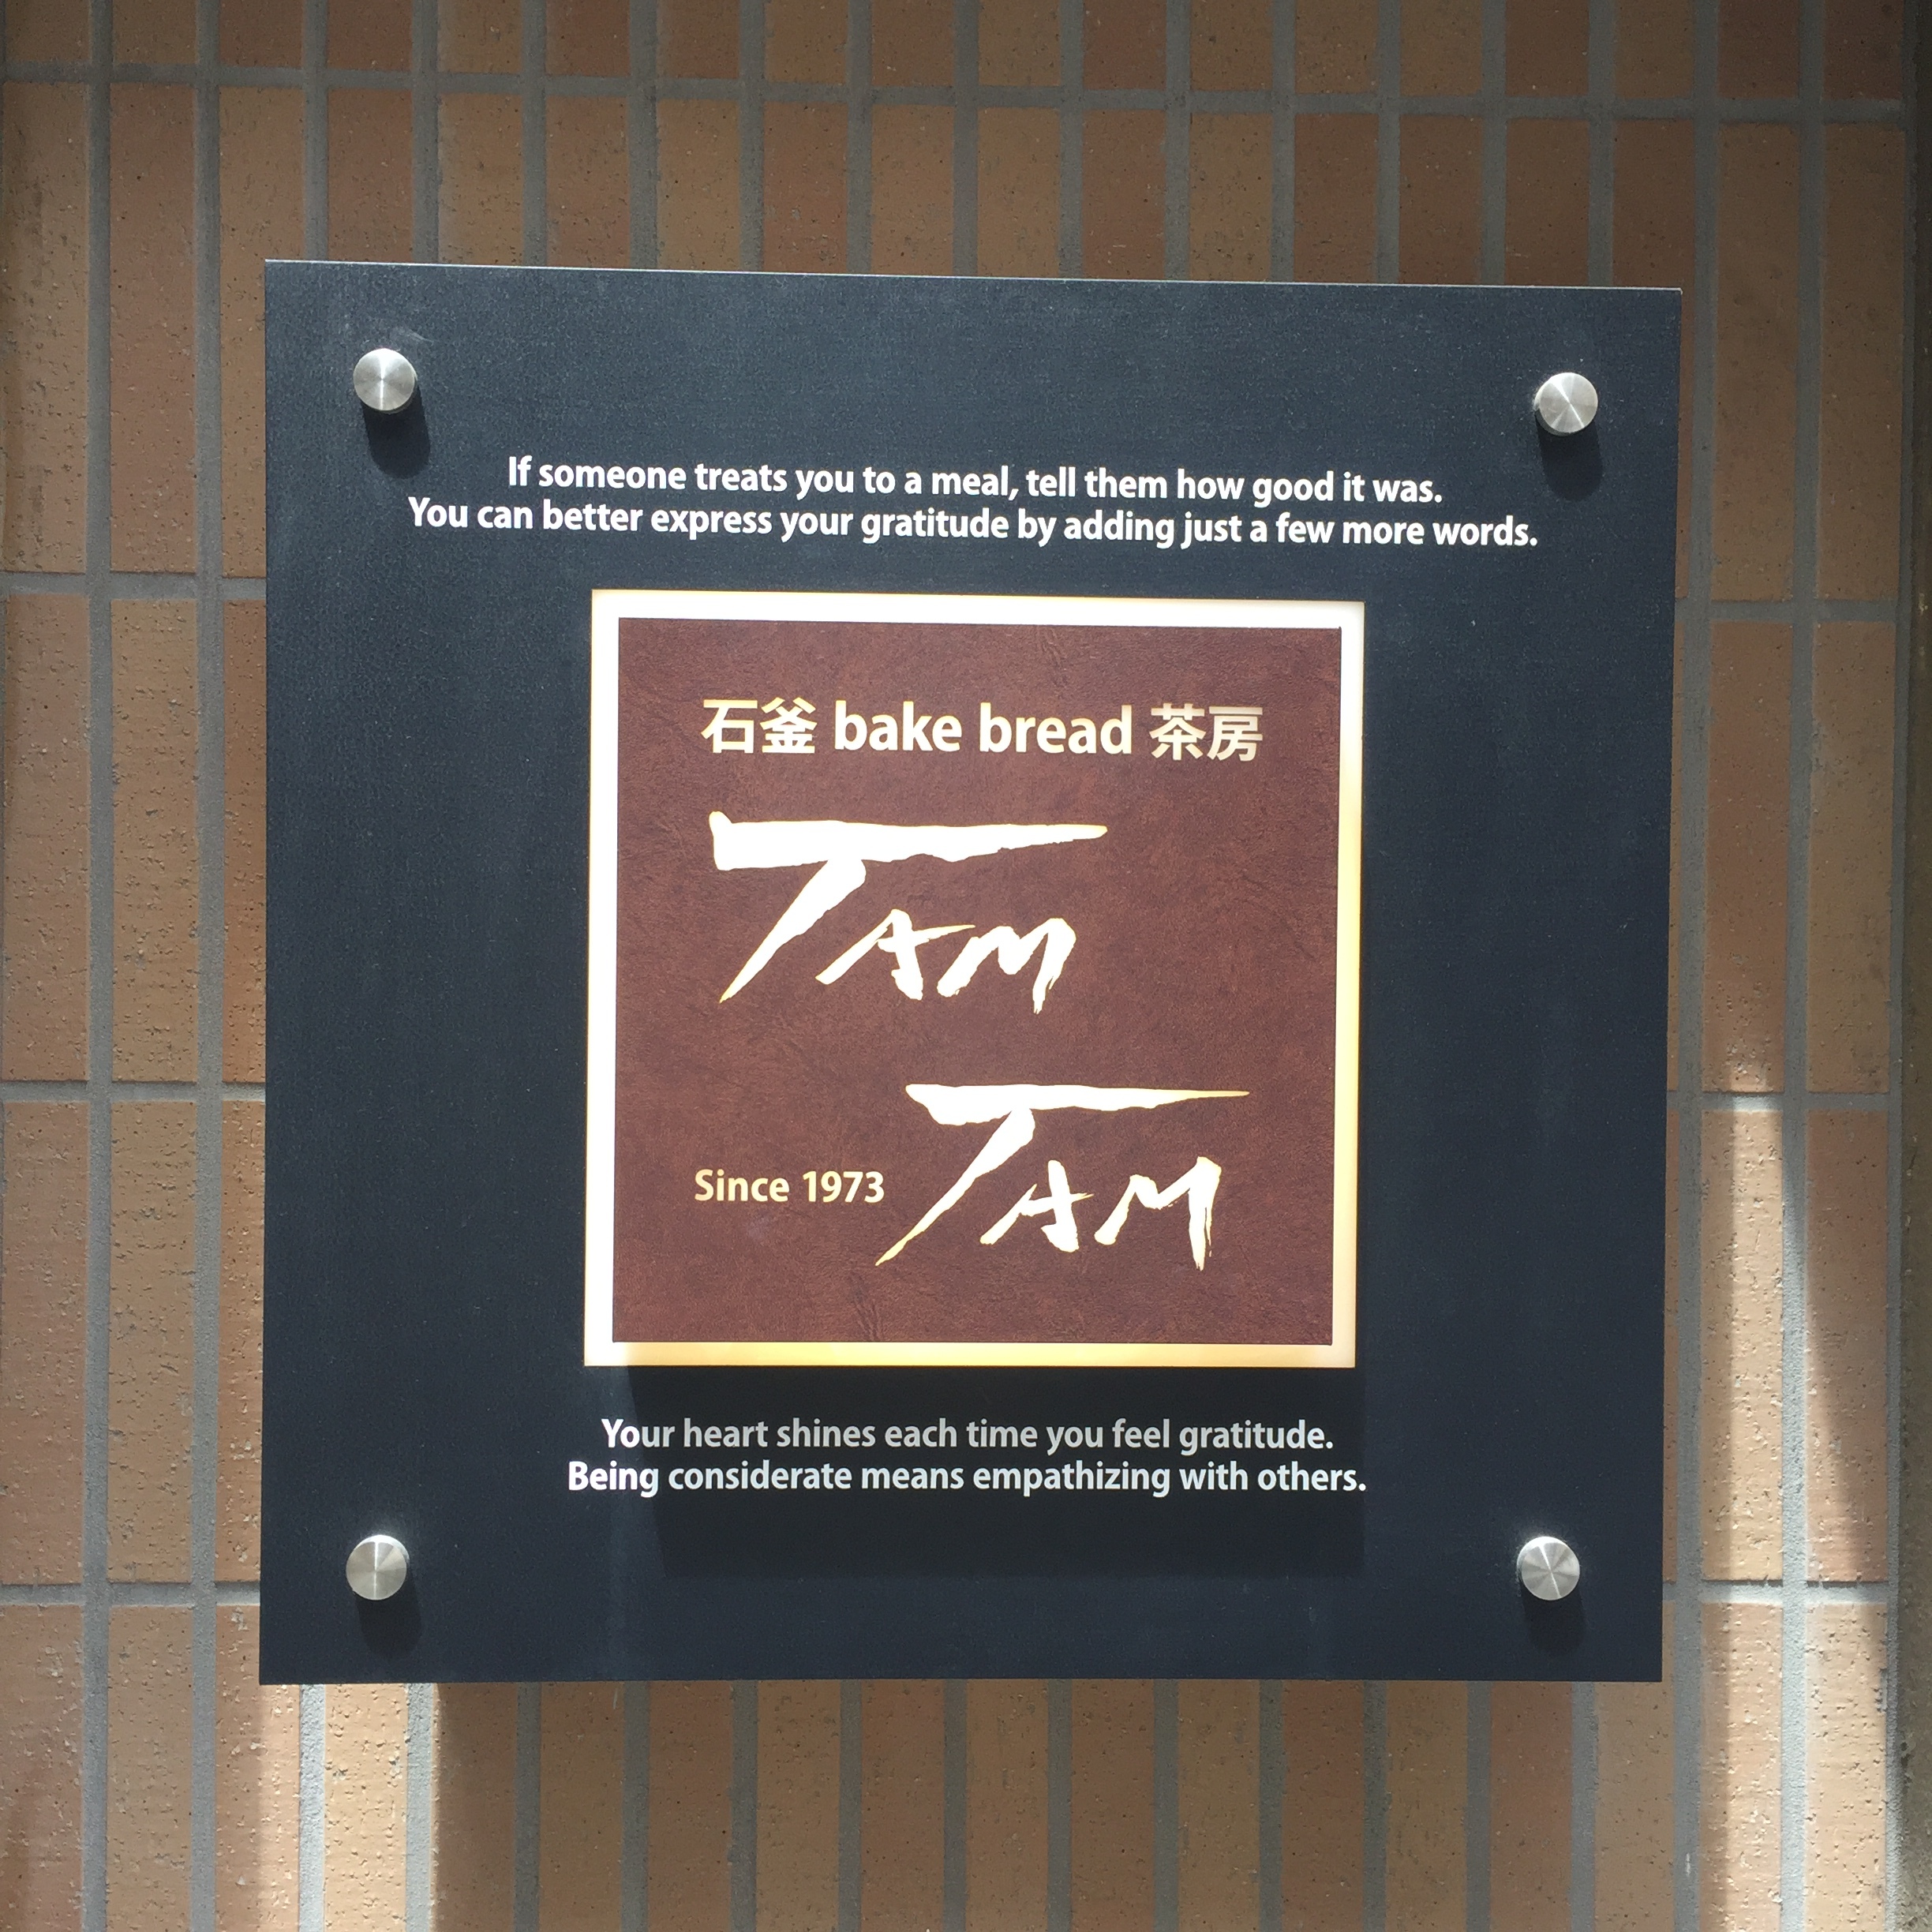 If someone treats you to a meal, tell them how good it was.
You can better express your gratitude by adding just a few more words.
石釜 bake bread 茶房
TAM
Since 1973 TAM
Your heart shines each time you feel gratitude.
Being considerate means empathizing with others.